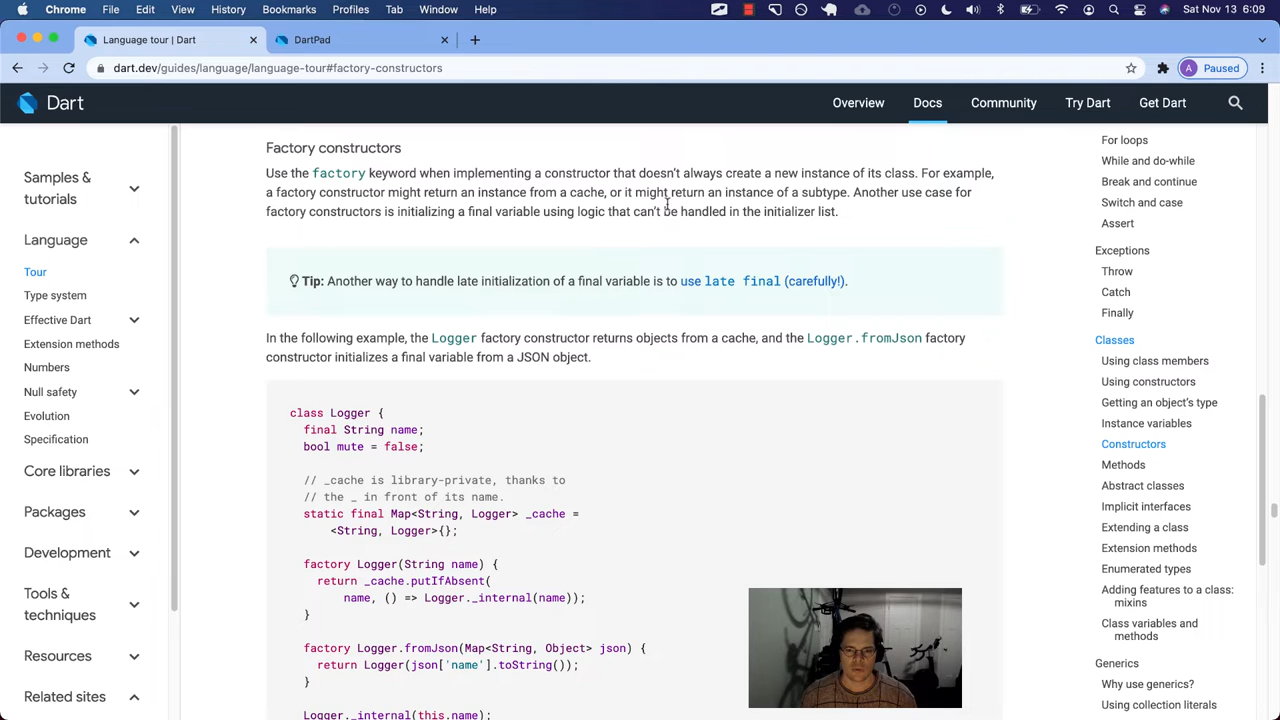 Chrome File Edit View History Bookmarks Profiles Tab Window Help Sat Nov 13 6:09
Language tour | Dart
DartPad
dart.dev/guides/language/language-tour#factory-constructors
A Paused
Dart
Overview Docs Community Try Dart Get Dart
Samples &
tutorials
Language
Tour
Type system
Effective Dart
Extension methods
Numbers
Null safety
Evolution
Specification
Core libraries
Packages
Development
Tools &
techniques
Resources
Related sites
Factory constructors
Use the factory keyword when implementing a constructor that doesn't always create a new instance of its class. For example,
a factory constructor might return an instance from a cache, or it might return an instance of a subtype. Another use case for
factory constructors is initializing a final variable using logic that can't be handled in the initializer list.
Tip: Another way to handle late initialization of a final variable is to use late final (carefully!).
In the following example, the Logger factory constructor returns objects from a cache, and the Logger.fromJson factory
constructor initializes a final variable from a JSON object.
class Logger {
final String name;
bool mute = false;
// _cache is library-private, thanks to
// the _ in front of its name.
static final Map<String, Logger> _cache =
<String, Logger>{};
factory Logger(String name) {
return _cache.putIfAbsent(
name, () => Logger._internal(name));
}
factory Logger.fromJson(Map<String, Object> json) {
return Logger(json['name'].toString());
}
Logger._internal(this.name);
For loops
While and do-while
Break and continue
Switch and case
Assert
Exceptions
Throw
Catch
Finally
Classes
Using class members
Using constructors
Getting an object's type
Instance variables
Constructors
Methods
Abstract classes
Implicit interfaces
Extending a class
Extension methods
Enumerated types
Adding features to a class:
mixins
Class variables and
methods
Generics
Why use generics?
Using collection literals